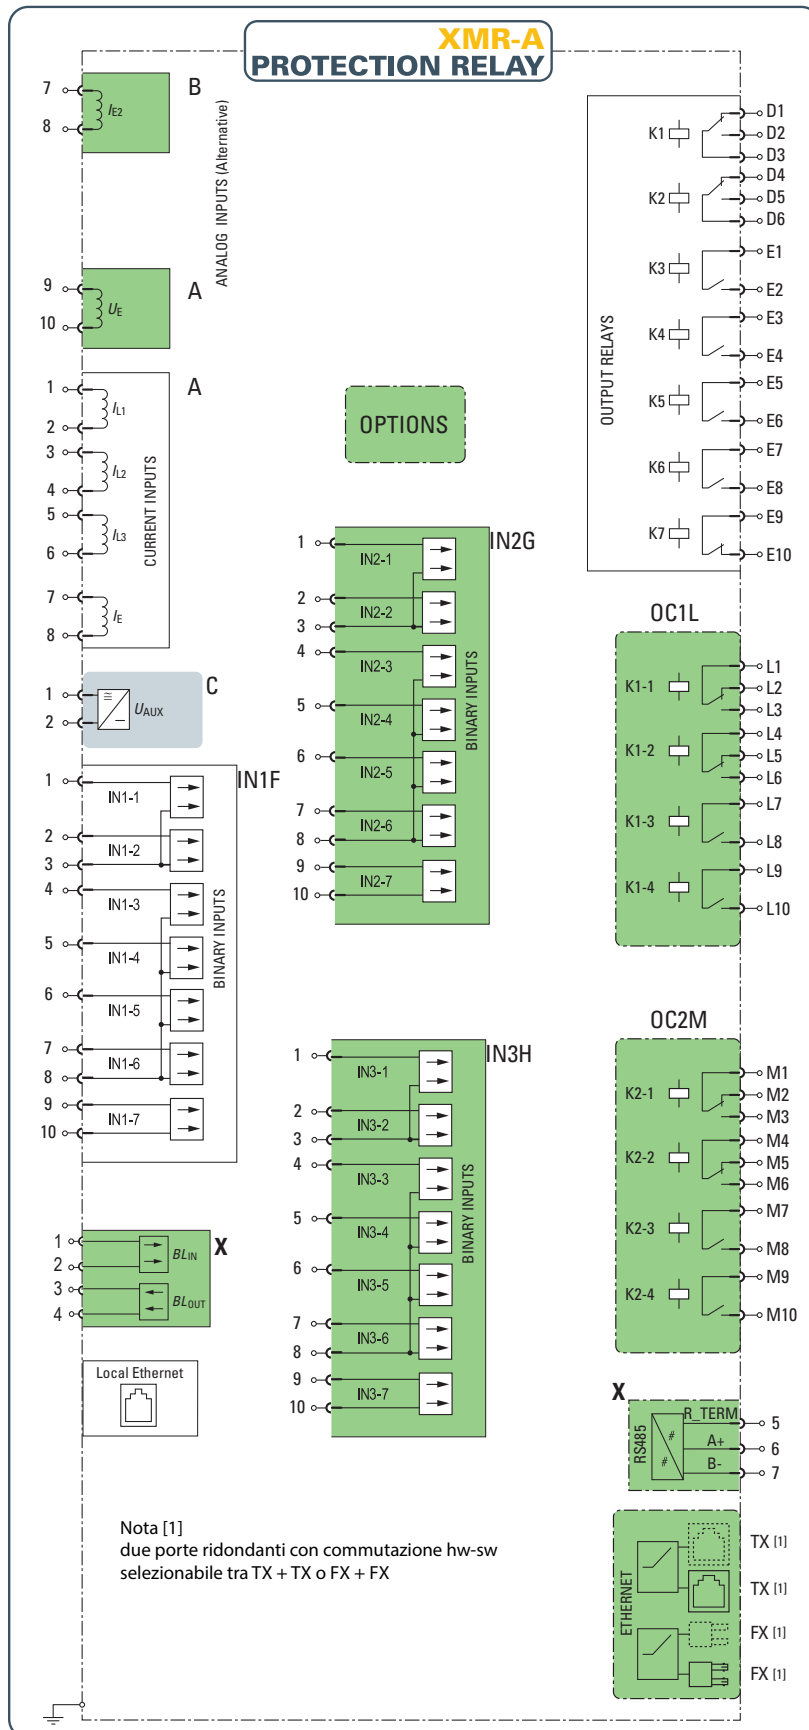 XMR-A
PROTECTION RELAY
7
8
IE2
B
ANALOG INPUTS (Alternative)
9
10
UE
A
1
2
3
4
5
6
7
8
IL1
IL2
IL3
IE
CURRENT INPUTS
A
1
2
UAUX
C
IN1F
1
2
3
4
5
6
7
8
9
10
IN1-1
IN1-2
IN1-3
IN1-4
IN1-5
IN1-6
IN1-7
BINARY INPUTS
1
2
3
4
BLIN
BLOUT
X
Local Ethernet
OPTIONS
IN2G
1
2
3
4
5
6
7
8
9
10
IN2-1
IN2-2
IN2-3
IN2-4
IN2-5
IN2-6
IN2-7
BINARY INPUTS
IN3H
1
2
3
4
5
6
7
8
9
10
IN3-1
IN3-2
IN3-3
IN3-4
IN3-5
IN3-6
IN3-7
BINARY INPUTS
OUTPUT RELAYS
K1
K2
K3
K4
K5
K6
K7
D1
D2
D3
D4
D5
D6
E1
E2
E3
E4
E5
E6
E7
E8
E9
E10
OC1L
K1-1
K1-2
K1-3
K1-4
L1
L2
L3
L4
L5
L6
L7
L8
L9
L10
OC2M
K2-1
K2-2
K2-3
K2-4
M1
M2
M3
M4
M5
M6
M7
M8
M9
M10
X
RS485
#
#
R_TERM
A+
B-
5
6
7
ETHERNET
TX [1]
TX [1]
FX [1]
FX [1]
Nota [1]
due porte ridondanti con commutazione hw-sw
selezionabile tra TX + TX o FX + FX